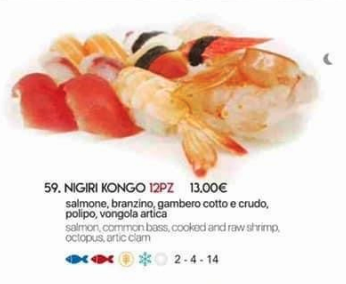 59. NIGIRI KONGO 12PZ 13.00€
salmone, branzino, gambero cotto e crudo,
polipo, vongola artica
salmon, common bass, cooked and raw shrimp,
octopus, artic clam
2 - 4 - 14